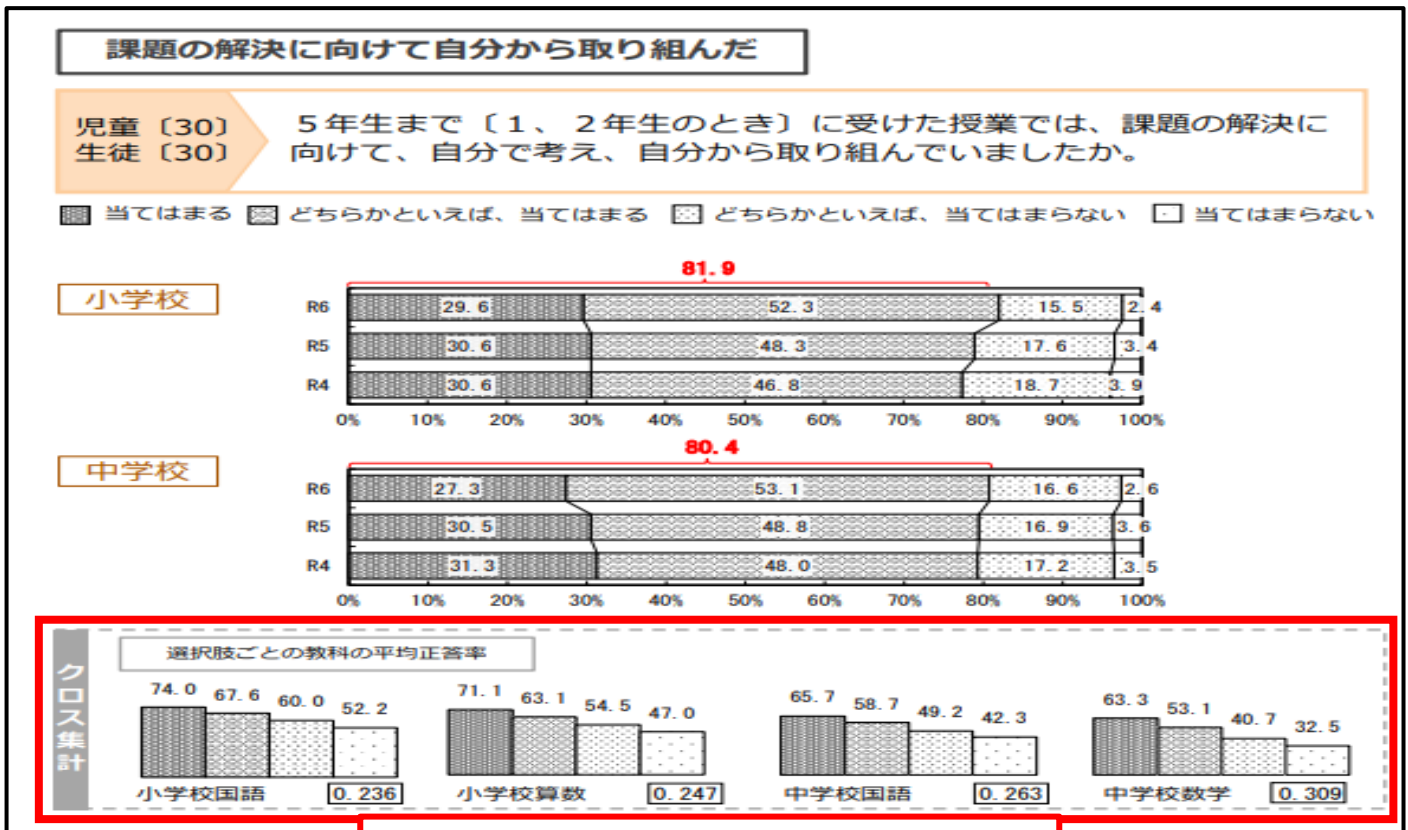 課題の解決に向けて自分から取り組んだ
児童〔30〕
生徒〔30〕
５年生まで〔１、２年生のとき〕に受けた授業では、課題の解決に
向けて、自分で考え、自分から取り組んでいましたか。
当てはまる どちらかといえば、当てはまる どちらかといえば、当てはまらない 当てはまらない
小学校
81.9
R6 29.6 52.3 15.5 2.4
R5 30.6 48.3 17.6 3.4
R4 30.6 46.8 18.7 3.9
0% 10% 20% 30% 40% 50% 60% 70% 80% 90% 100%
中学校
80.4
R6 27.3 53.1 16.6 2.6
R5 30.5 48.8 16.9 3.6
R4 31.3 48.0 17.2 3.5
0% 10% 20% 30% 40% 50% 60% 70% 80% 90% 100%
クロス集計
選択肢ごとの教科の平均正答率
74.0 67.6 60.0 52.2
小学校国語 0.236
71.1 63.1 54.5 47.0
小学校算数 0.247
65.7 58.7 49.2 42.3
中学校国語 0.263
63.3 53.1 40.7 32.5
中学校数学 0.309